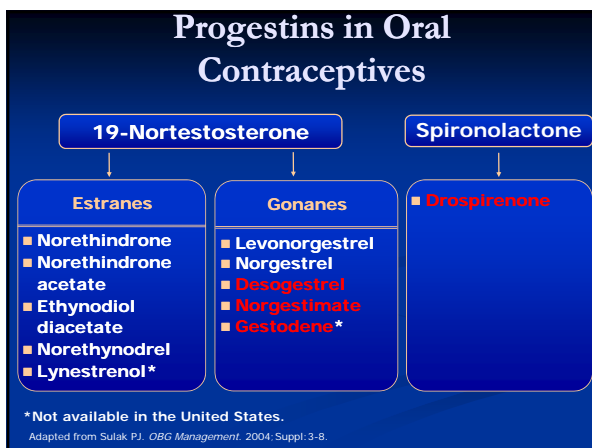 Progestins in Oral
Contraceptives
19-Nortestosterone
Spironolactone
Estranes
Norethindrone
Norethindrone
acetate
Ethynodiol
diacetate
Norethynodrel
Lynestrenol*
Gonanes
Levonorgestrel
Norgestrel
Desogestrel
Norgestimate
Gestodene*
Drospirenone
*Not available in the United States.
Adapted from Sulak PJ. OBG Management. 2004;Suppl:3-8.